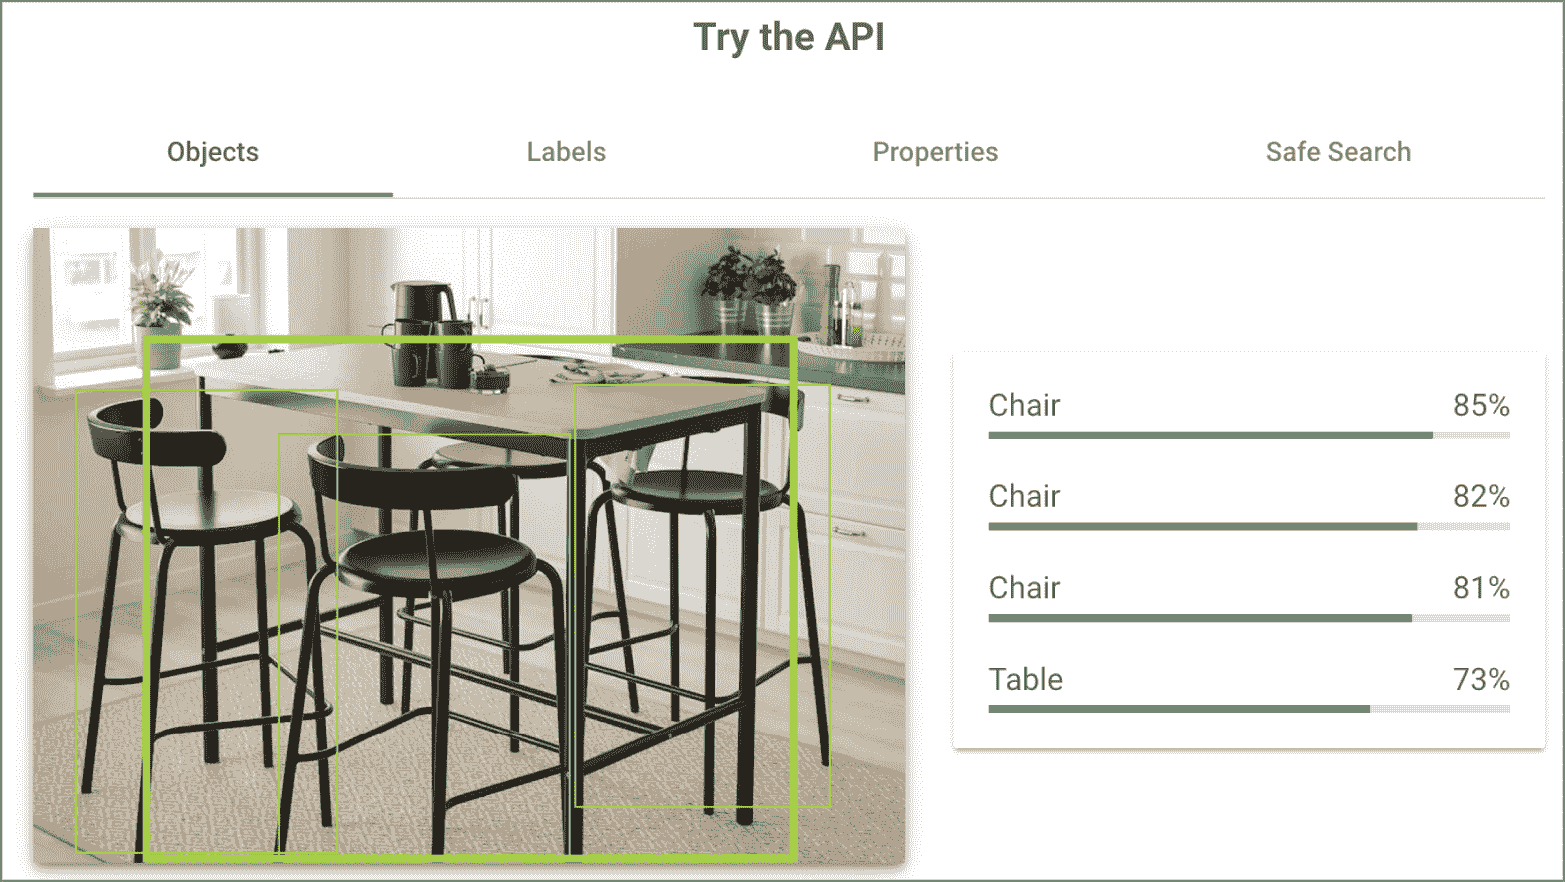 Try the API
Objects Labels Properties Safe Search
Chair 85%
Chair 82%
Chair 81%
Table 73%